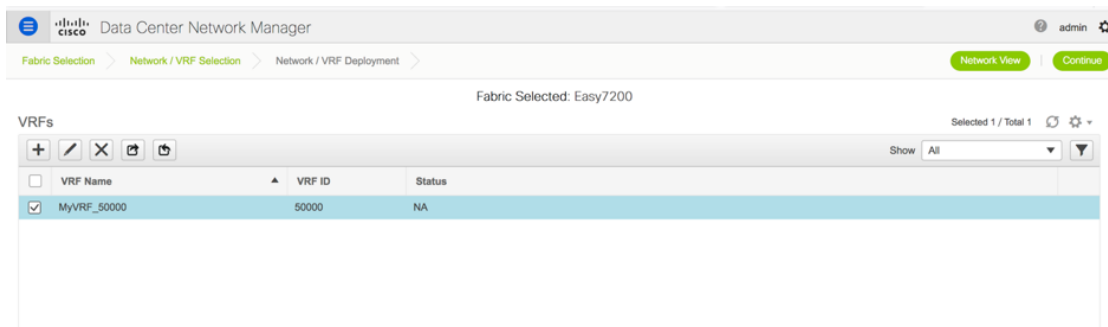 cisco Data Center Network Manager admin
Fabric Selection Network / VRF Selection Network / VRF Deployment Network View Continue
Fabric Selected: Easy7200
VRFs Selected 1 / Total 1
Show All
VRF Name VRF ID Status
MyVRF_50000 50000 NA